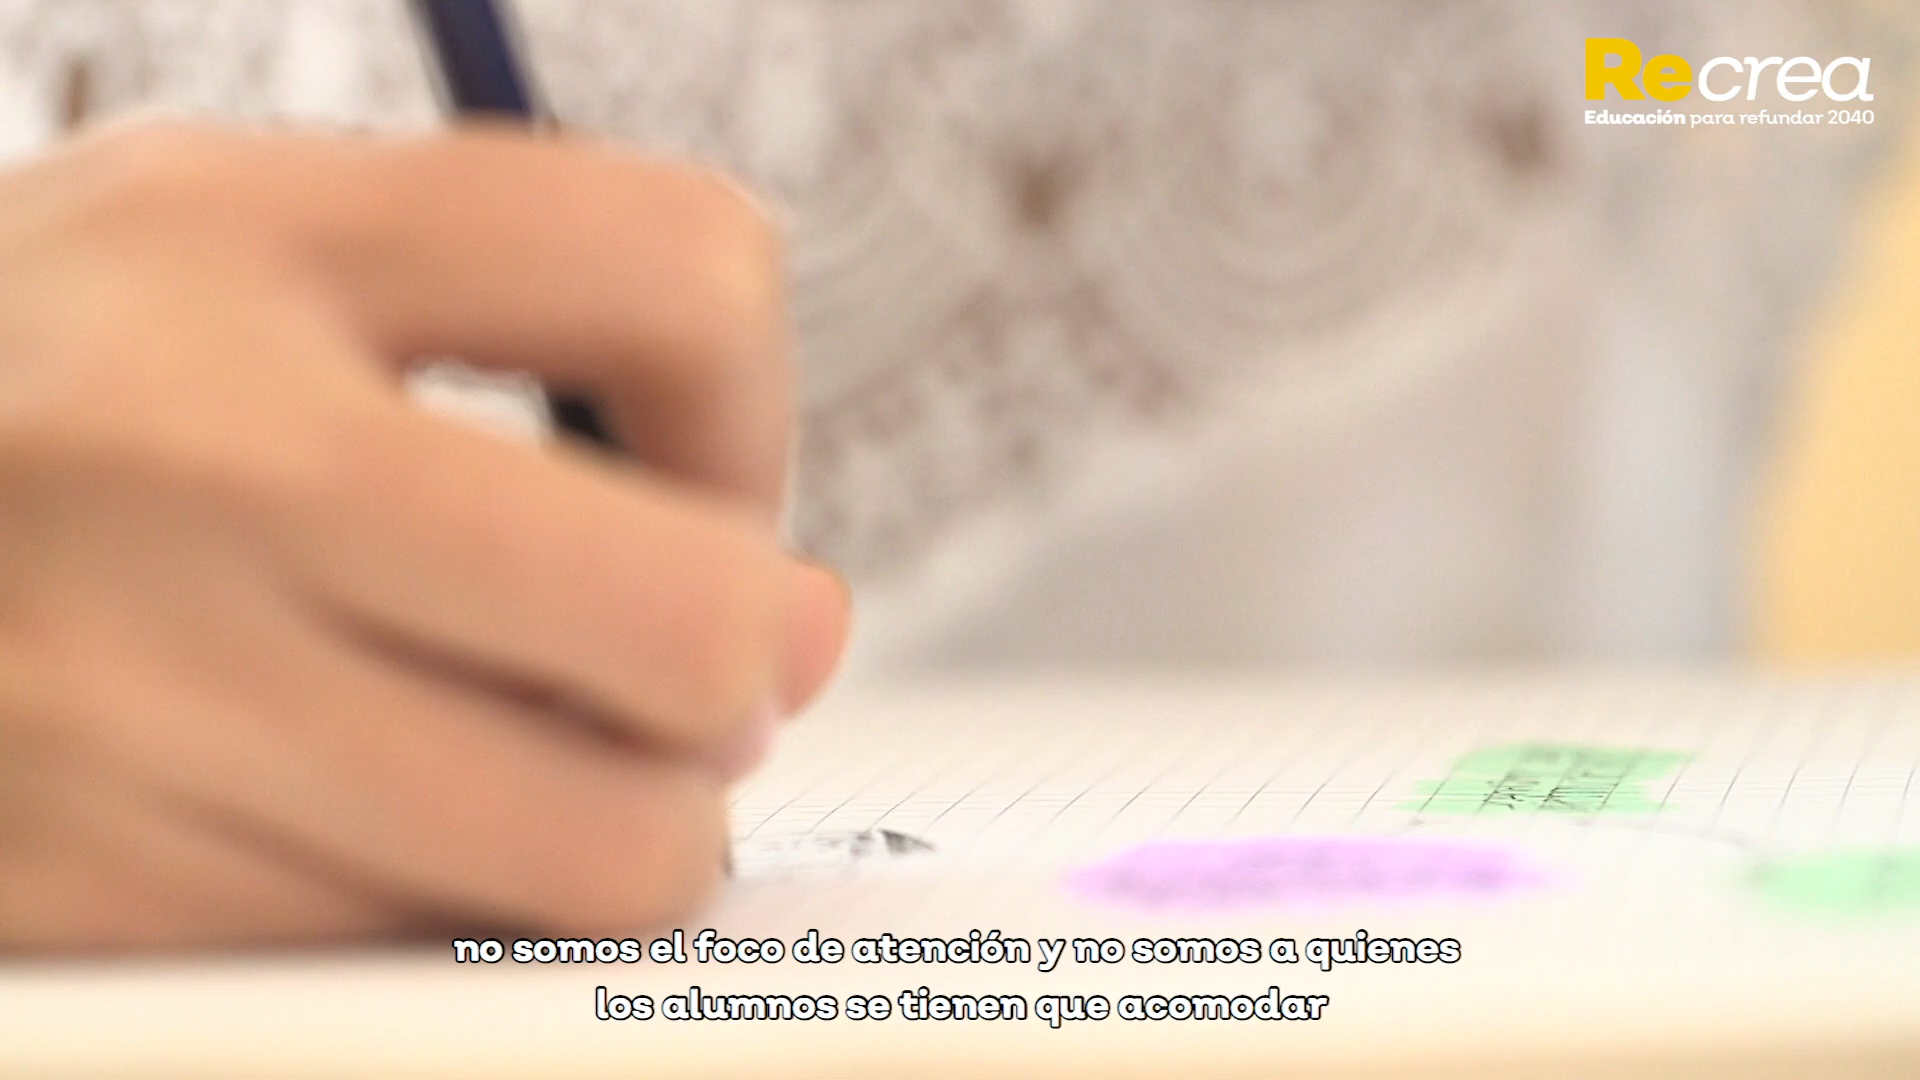 Recrea
Educación para refundar 2040
no somos el foco de atención y no somos a quienes
los alumnos se tienen que acomodar